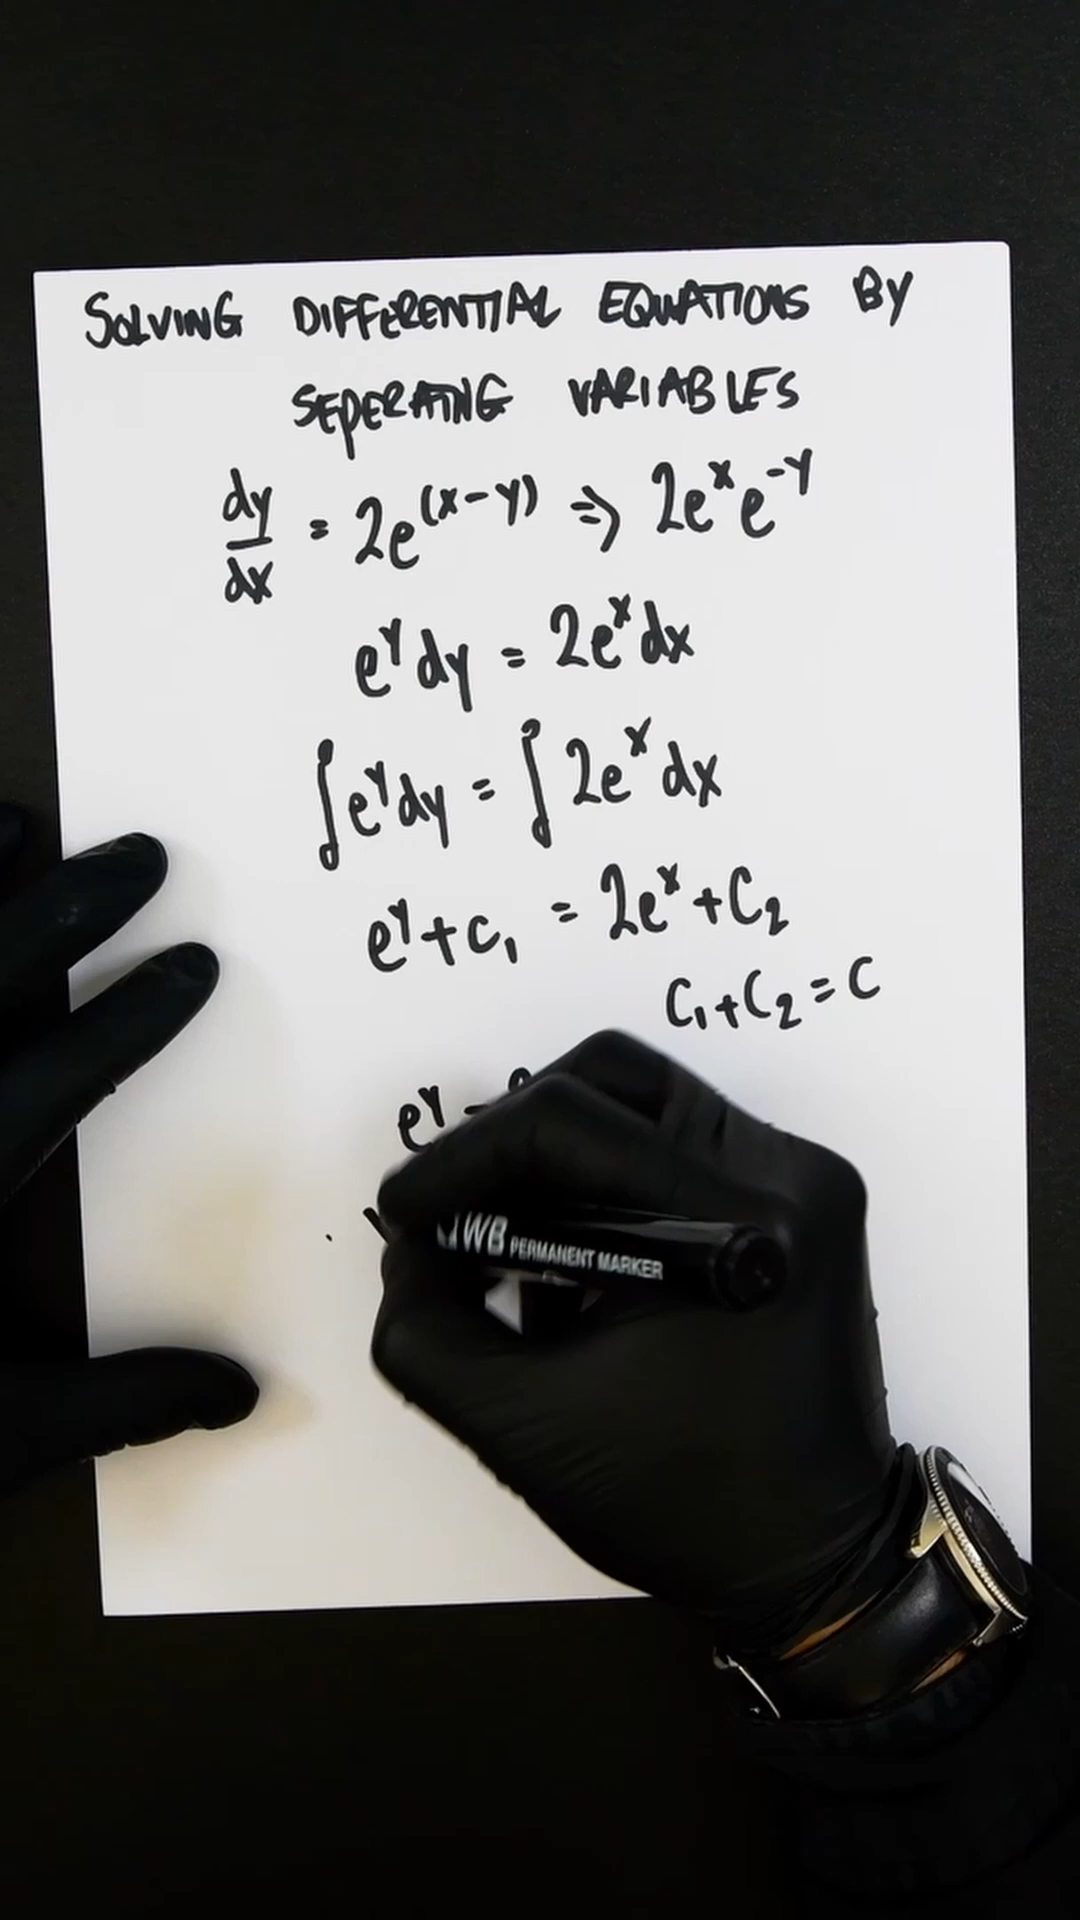 SOLVING DIFFERENTIAL EQUATIONS BY
SEPERATING VARIABLES
dy/dx = 2e^(x-y) => 2e^x e^-y
e^y dy = 2e^x dx
∫e^y dy = ∫2e^x dx
e^y + c₁ = 2e^x + C₂
C₁ + C₂ = C
e^y
WB PERMANENT MARKER